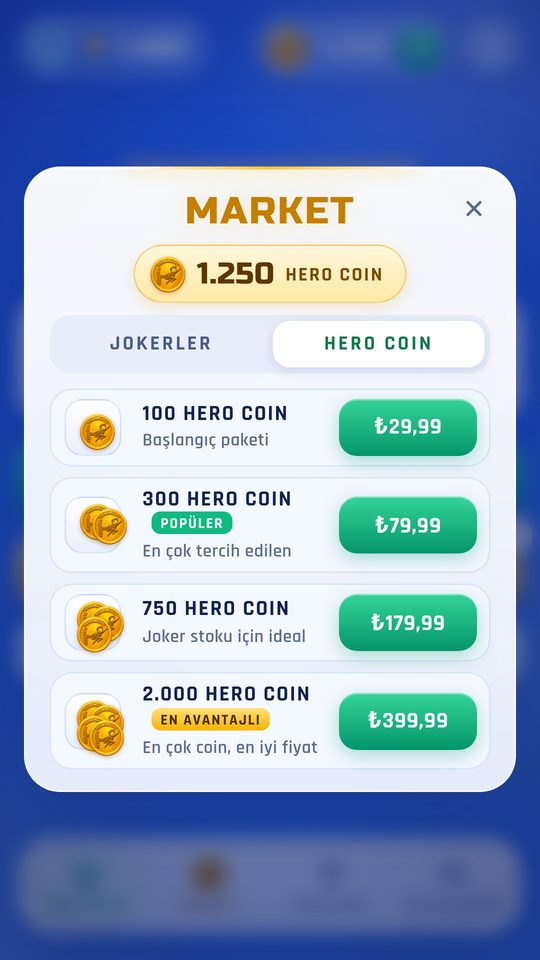 MARKET
1.250 HERO COIN
JOKERLER
HERO COIN
100 HERO COIN
Başlangıç paketi
₺29,99
300 HERO COIN
POPÜLER
En çok tercih edilen
₺79,99
750 HERO COIN
Joker stoku için ideal
₺179,99
2.000 HERO COIN
EN AVANTAJLI
En çok coin, en iyi fiyat
₺399,99